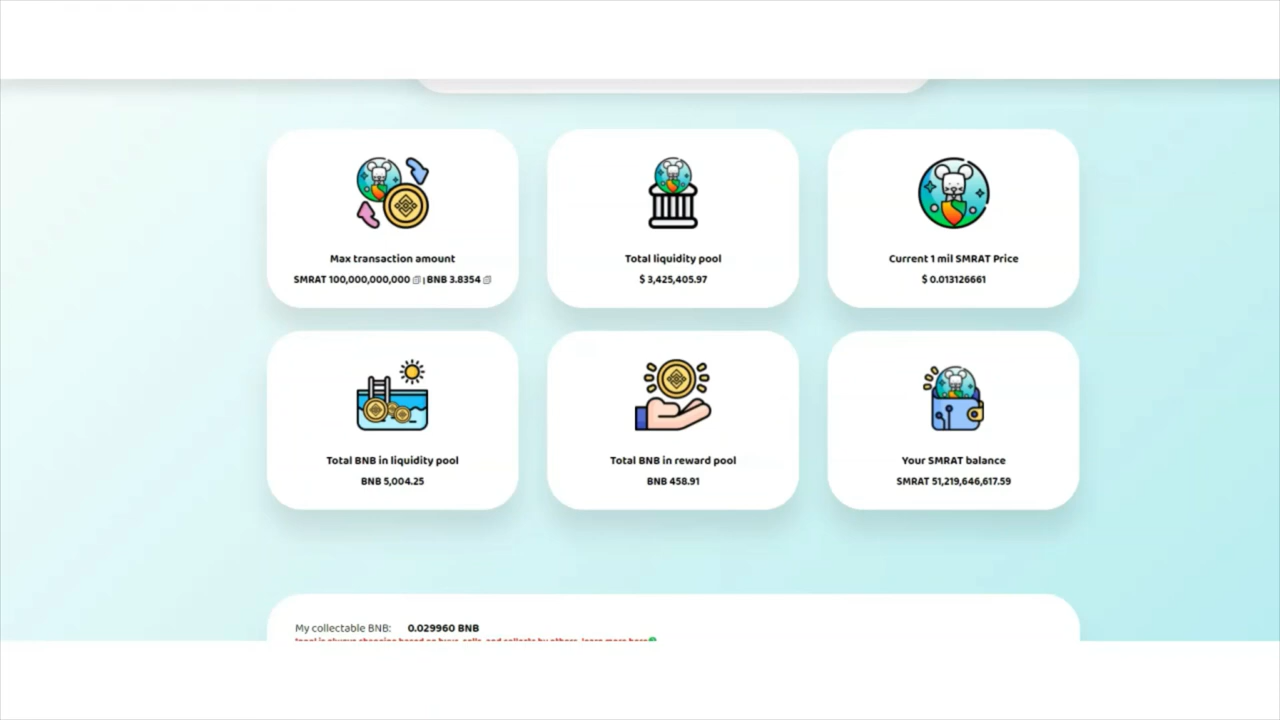 Max transaction amount
SMRAT 100,000,000,000 | BNB 3.8354
Total liquidity pool
$ 3,425,405.97
Current 1 mil SMRAT Price
$ 0.013126661
Total BNB in liquidity pool
BNB 5,004.25
Total BNB in reward pool
BNB 458.91
Your SMRAT balance
SMRAT 51,219,646,617.59
My collectable BNB: 0.029960 BNB